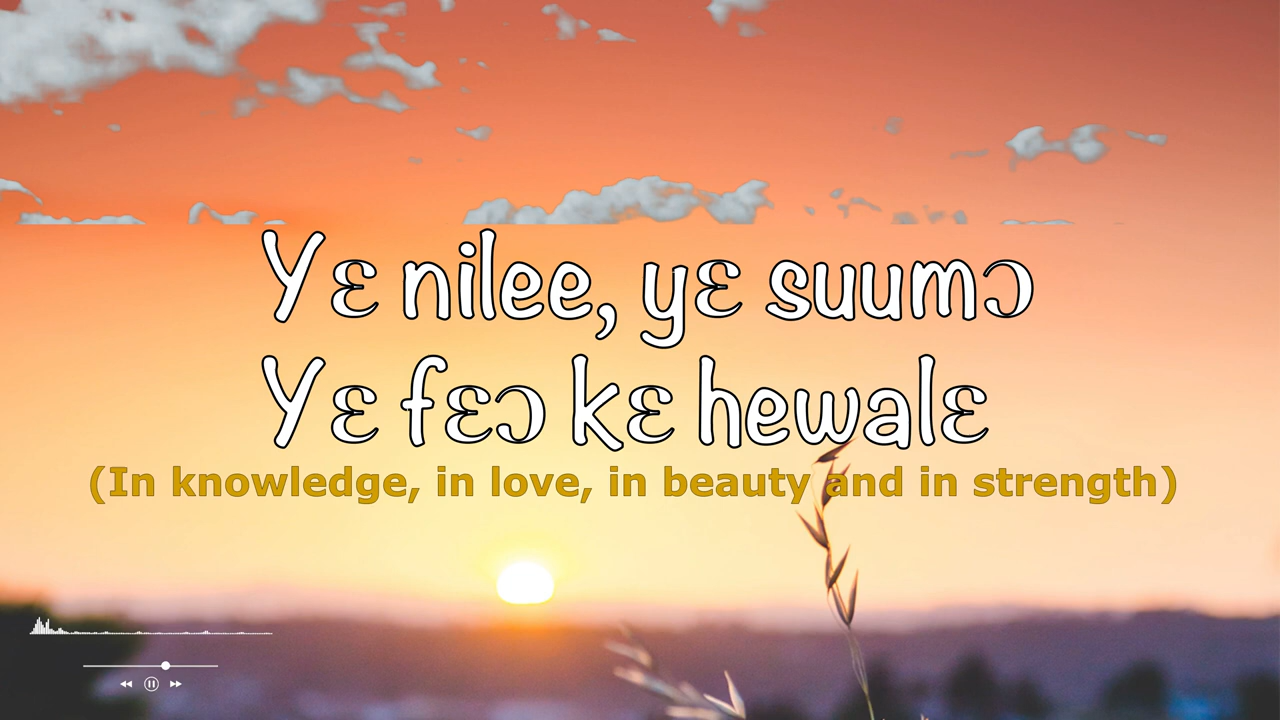 Yɛ nilee, yɛ suumɔ
Yɛ fɛɔ kɛ hewalɛ
(In knowledge, in love, in beauty and in strength)